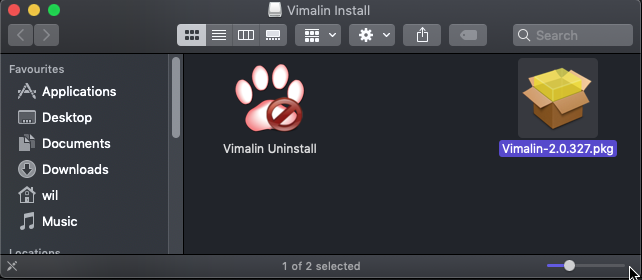 Vimalin Install
Search
Favourites
Applications
Desktop
Documents
Downloads
wil
Music
Vimalin Uninstall
Vimalin-2.0.327.pkg
1 of 2 selected